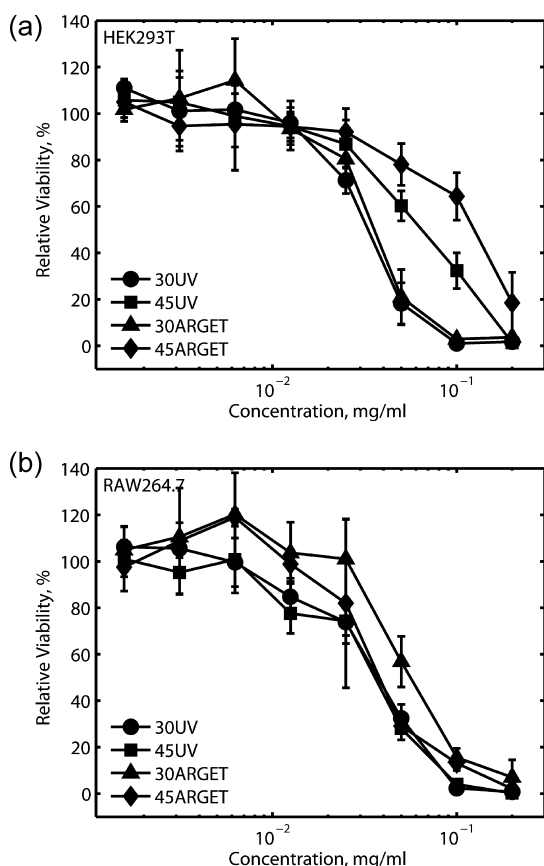 (a)
140
HEK293T
120
100
80
60
40
20
0
Relative Viability, %
30UV
45UV
30ARGET
45ARGET
10⁻²
10⁻¹
Concentration, mg/ml
(b)
140
RAW264.7
120
100
80
60
40
20
0
Relative Viability, %
30UV
45UV
30ARGET
45ARGET
10⁻²
10⁻¹
Concentration, mg/ml